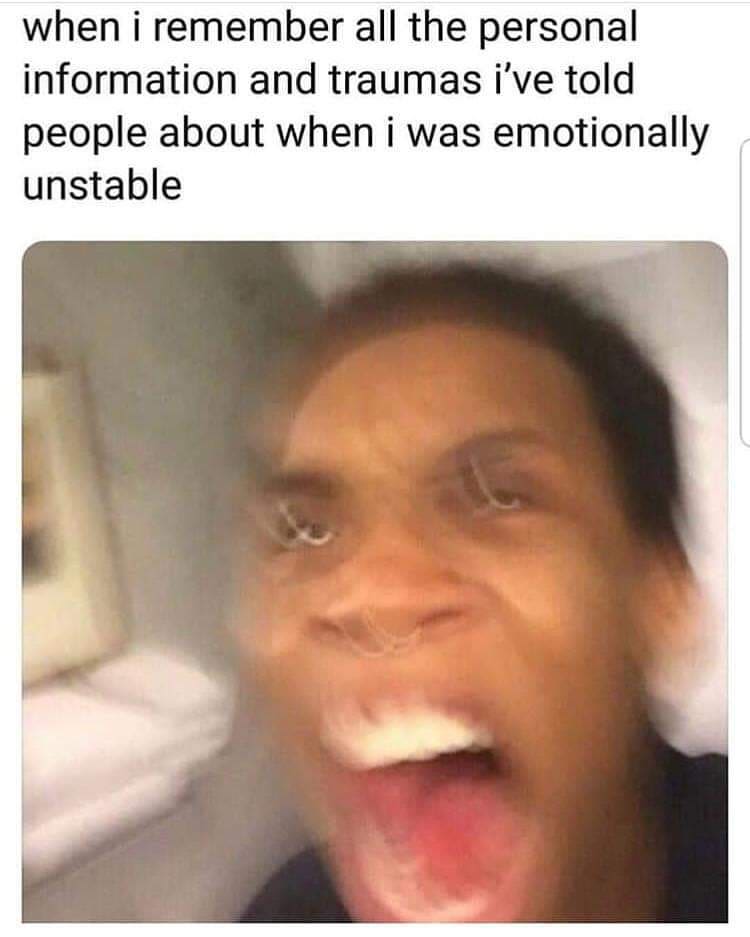 when i remember all the personal
information and traumas i've told
people about when i was emotionally
unstable